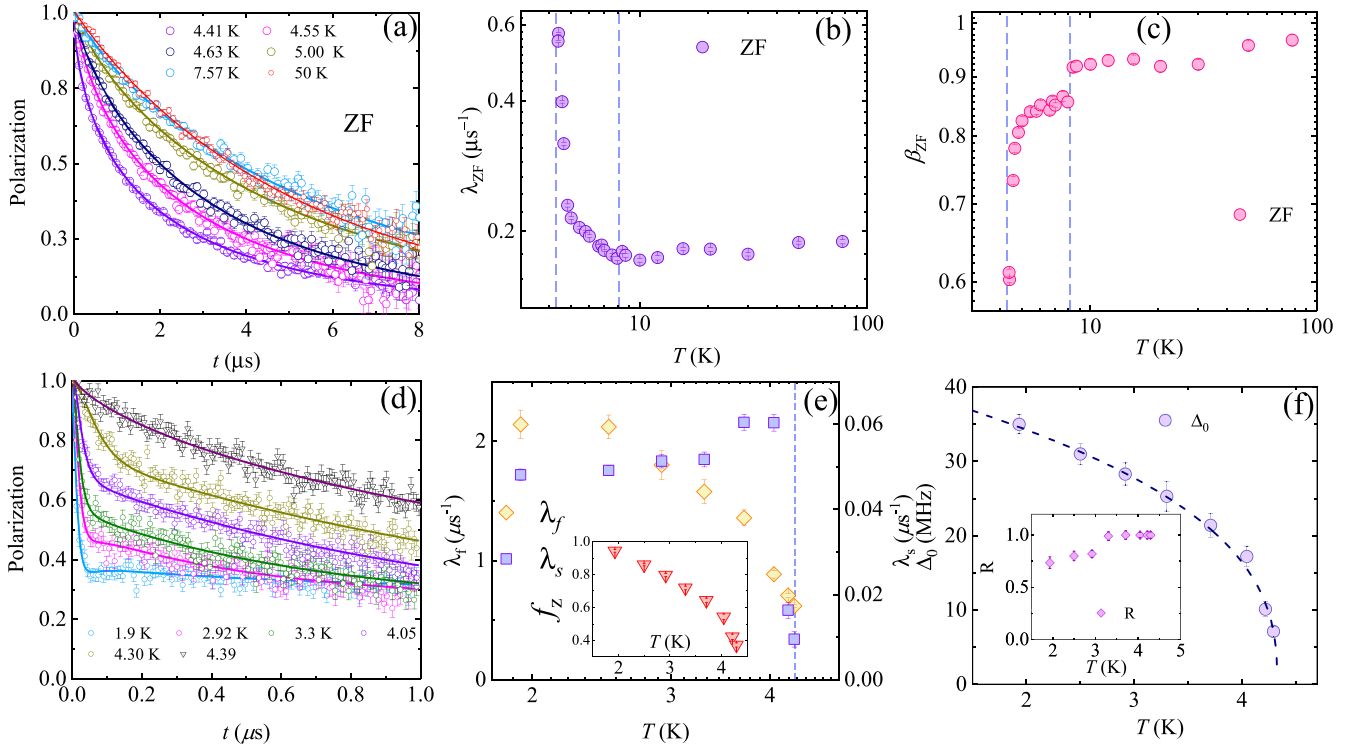 (a)
Polarization
1.0
0.8
0.5
0.3
0.0
4.41 K
4.55 K
4.63 K
5.00 K
7.57 K
50 K
ZF
0
2
4
6
8
t (μs)
(b)
λZF (μs⁻¹)
0.6
0.4
0.2
ZF
10
100
T (K)
(c)
βZF
1
0.9
0.8
0.7
0.6
ZF
10
100
T (K)
(d)
Polarization
1.0
0.8
0.6
0.4
0.2
0.0
1.9 K
2.92 K
3.3 K
4.05
4.30 K
4.39
0.0
0.2
0.4
0.6
0.8
1.0
t (μs)
(e)
λf (μs⁻¹)
2
1
0
λf
λs
fz
1.0
0.8
0.6
0.4
T (K)
2
3
4
0.06
0.04
0.02
0.00
λs (μs⁻¹)
2
3
4
T (K)
(f)
Δ0 (MHz)
40
30
20
10
0
Δ0
R
1.0
0.5
0.0
R
T (K)
2
3
4
5
2
3
4
T (K)